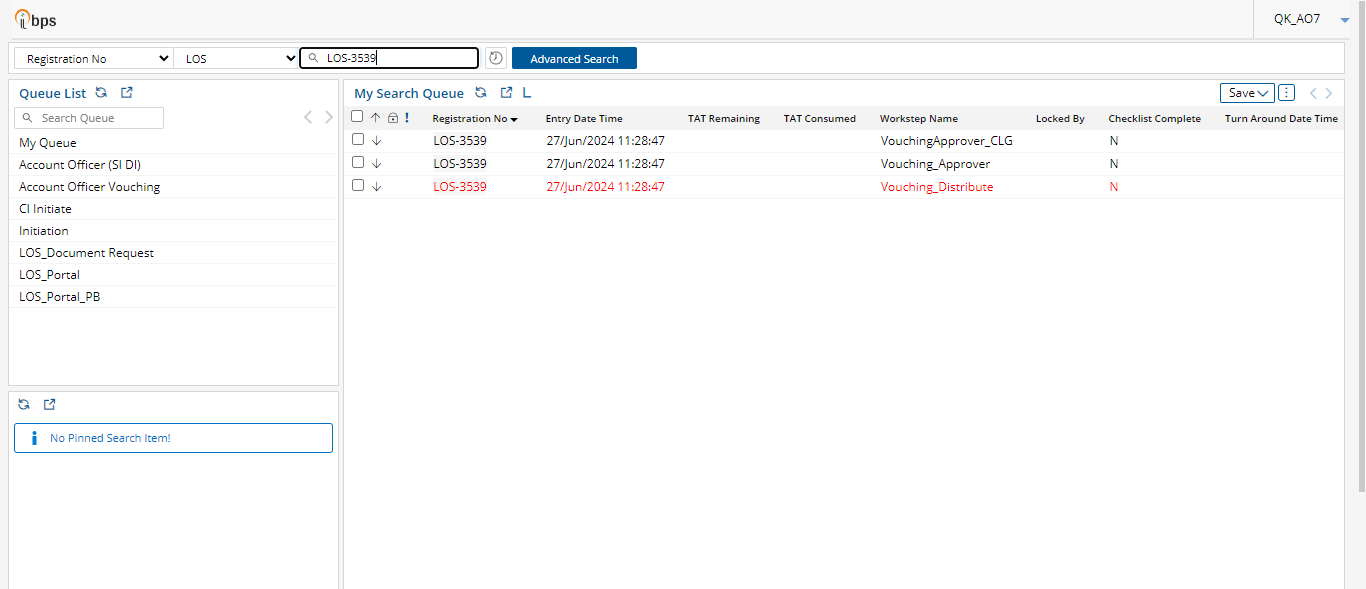 ibps
QK_AO7
Registration No
LOS
LOS-3539
Advanced Search
Queue List
Search Queue
My Queue
Account Officer (SI DI)
Account Officer Vouching
CI Initiate
Initiation
LOS_Document Request
LOS_Portal
LOS_Portal_PB
No Pinned Search Item!
My Search Queue L
Save
Registration No Entry Date Time TAT Remaining TAT Consumed Workstep Name Locked By Checklist Complete Turn Around Date Time
LOS-3539 27/Jun/2024 11:28:47 VouchingApprover_CLG N
LOS-3539 27/Jun/2024 11:28:47 Vouching_Approver N
LOS-3539 27/Jun/2024 11:28:47 Vouching_Distribute N